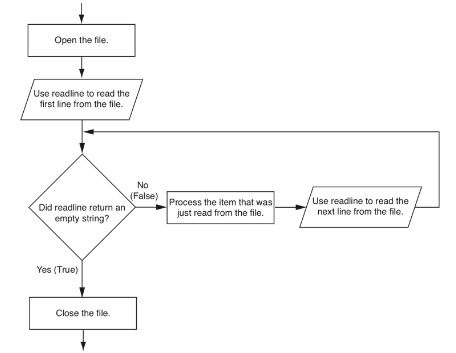 Open the file.
Use readline to read the
first line from the file.
No
(False)
Did readline return an
empty string?
Process the item that was
just read from the file.
Use readline to read the
next line from the file.
Yes (True)
Close the file.